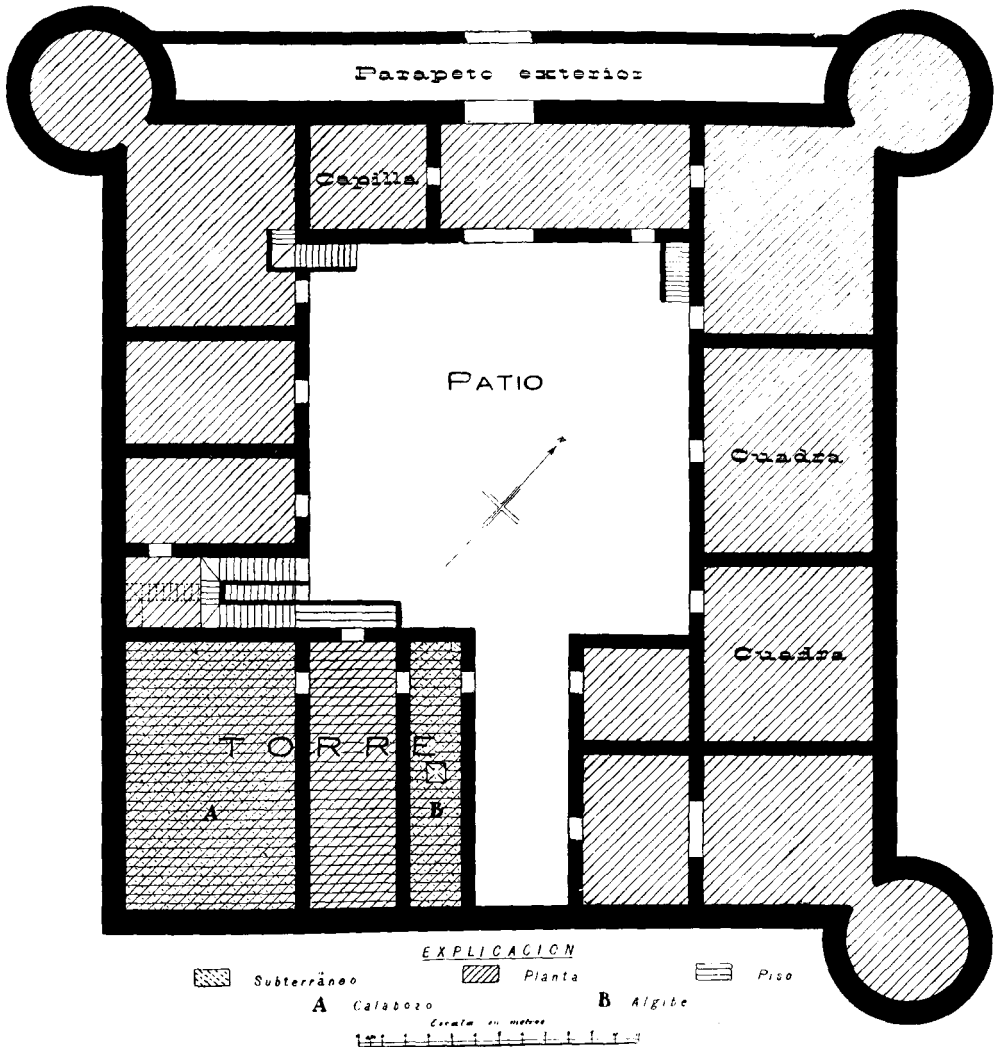 Parapeto exterior
Capilla
PATIO
Cuadra
Cuadra
TORRE
A
B
EXPLICACION
Subterráneo
Planta
Piso
A Calabozo
B Algibe
Escala en metros